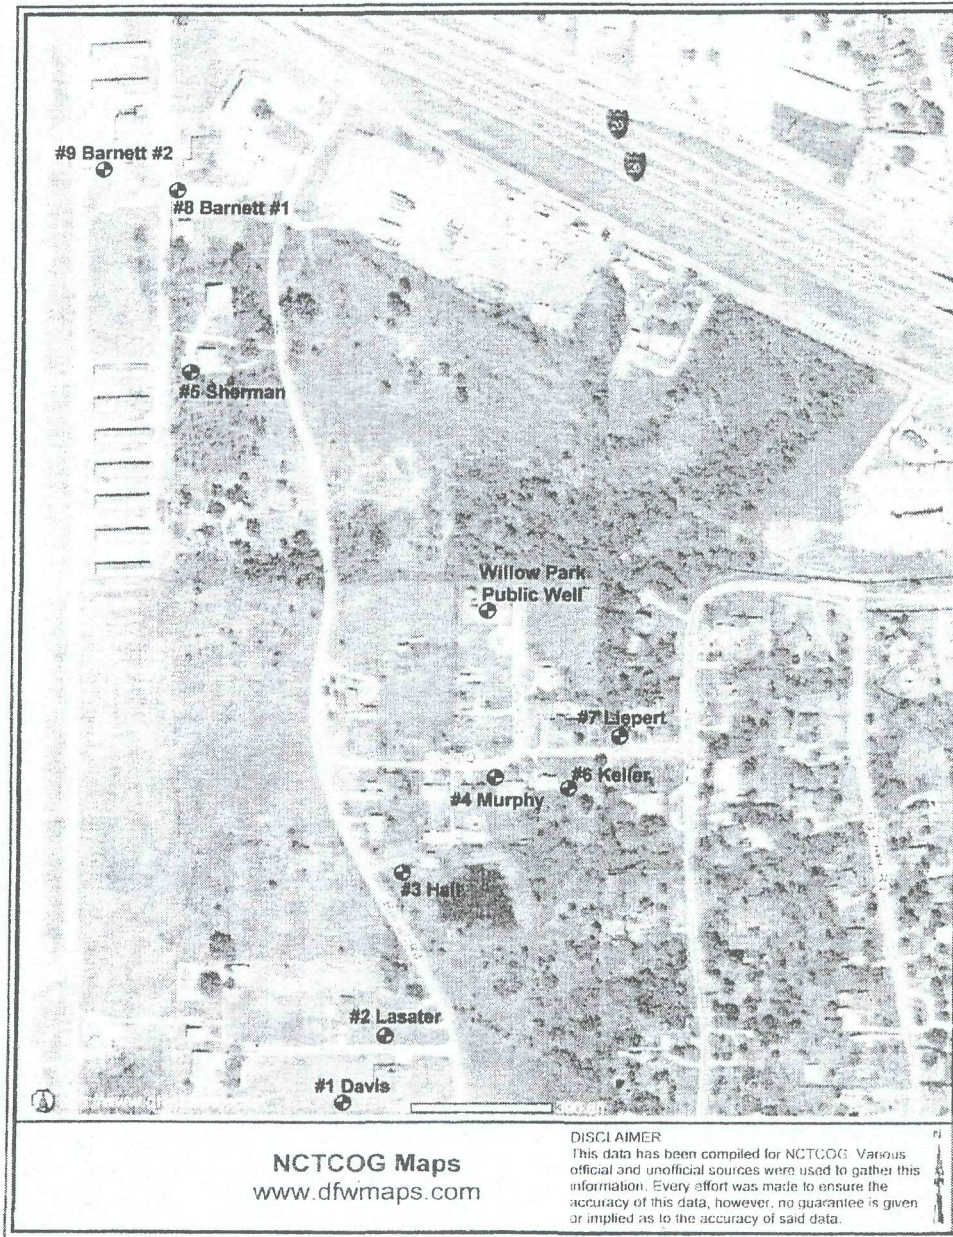 20
20
#9 Barnett #2
#8 Barnett #1
#5 Sherman
Willow Park
Public Well
#7 Liepert
#6 Keller
#4 Murphy
#3 Hall
#2 Lasater
#1 Davis
NCTCOG Maps
www.dfwmaps.com
DISCLAIMER
This data has been compiled for NCTCOG. Various
official and unofficial sources were used to gather this
information. Every effort was made to ensure the
accuracy of this data, however, no guarantee is given
or implied as to the accuracy of said data.
N